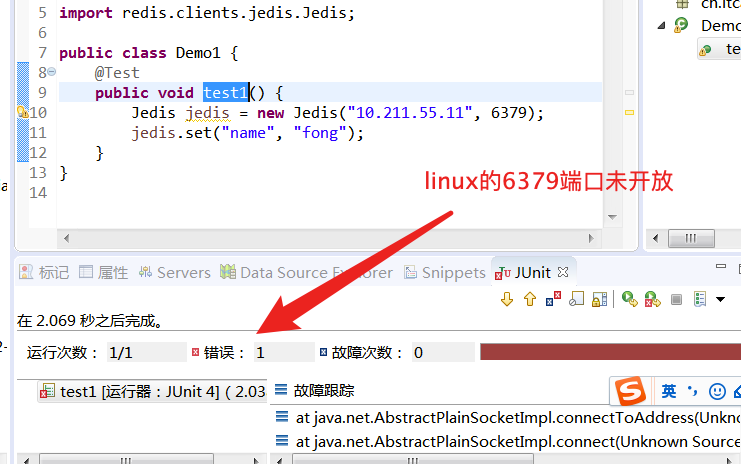 cn.itca
5 import redis.clients.jedis.Jedis;
Demo
6
te
7 public class Demo1 {
8 @Test
9 public void test1() {
10 Jedis jedis = new Jedis("10.211.55.11", 6379);
11 jedis.set("name", "fong");
12 }
13 }
14
linux的6379端口未开放
标记 属性 Servers Data Source Explorer Snippets JUnit
在 2.069 秒之后完成。
运行次数： 1/1 错误： 1 故障次数： 0
test1 [运行器：JUnit 4] ( 2.03
故障跟踪
英
at java.net.AbstractPlainSocketImpl.connectToAddress(Unkno
at java.net.AbstractPlainSocketImpl.connect(Unknown Source